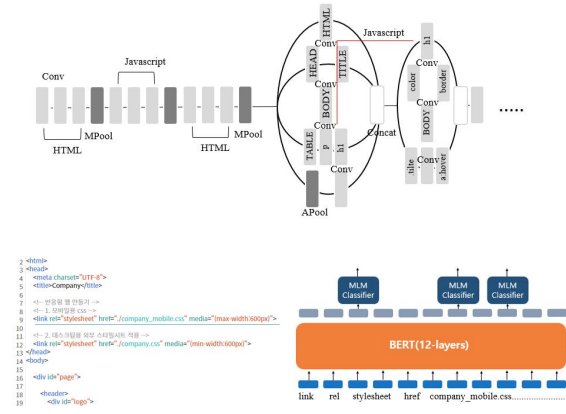 Conv
Javascript
MPool
MPool
HTML
HTML
HTML
Conv
HEAD
TITLE
Conv
BODY
Conv
TABLE
p
h1
APool
Javascript
Concat
h1
Conv
color
border
Conv
BODY
.tilte
Conv
a:hover
.....
2 <html>
3 <head>
4 <meta charset="UTF-8">
5 <title>Company</title>
6
7 <!-- 반응형 웹 만들기 -->
8 <!-- 1. 모바일용 css -->
9 <link rel="stylesheet" href="./company_mobile.css" media="(max-width:600px)">
10
11 <!-- 2. 데스크탑용 외부 스타일시트 적용 -->
12 <link rel="stylesheet" href="./company.css" media="(min-width:600px)">
13 </head>
14 <body>
15
16 <div id="page">
17
18 <header>
19 <div id="logo">
MLM Classifier
MLM Classifier
MLM Classifier
BERT(12-layers)
link rel stylesheet href company_mobile.css....................